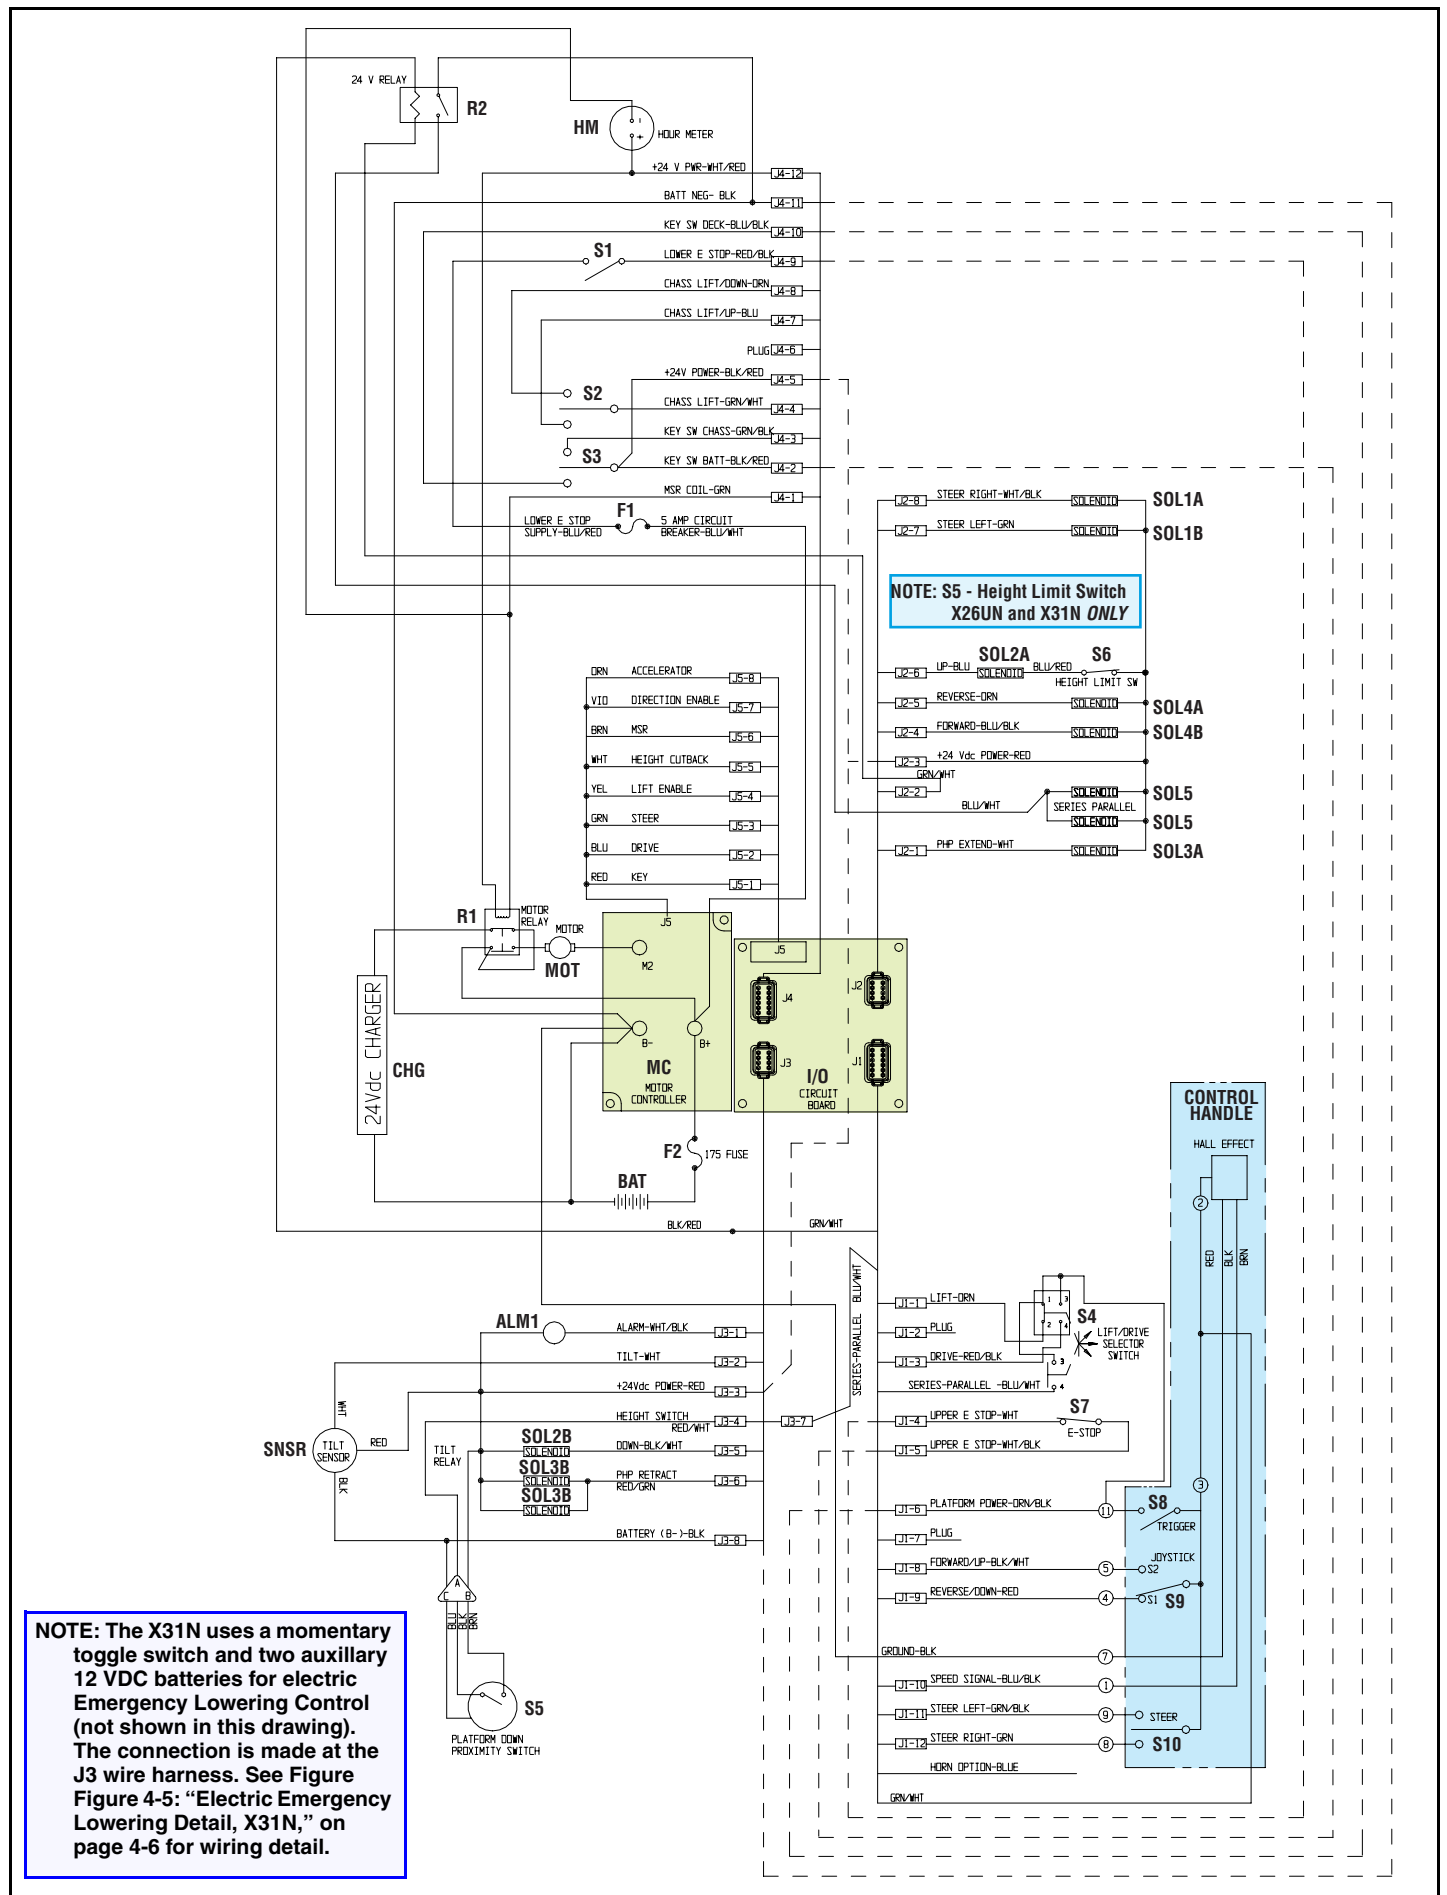 24 V RELAY
R2
HM
HOUR METER
+24 V PWR-WHT/RED
J4-12
BATT NEG- BLK
J4-11
KEY SW DECK-BLU/BLK
J4-10
S1
LOWER E STOP-RED/BLK
J4-9
CHASS LIFT/DOWN-ORN
J4-8
CHASS LIFT/UP-BLU
J4-7
PLUG
J4-6
+24V POWER-BLK/RED
J4-5
S2
CHASS LIFT-GRN/WHT
J4-4
KEY SW CHASS-GRN/BLK
J4-3
S3
KEY SW BATT-BLK/RED
J4-2
MSR COIL-GRN
J4-1
F1
LOWER E STOP
SUPPLY-BLU/RED
5 AMP CIRCUIT
BREAKER-BLU/WHT
J2-8
STEER RIGHT-WHT/BLK
SOLENOID
SOL1A
J2-7
STEER LEFT-GRN
SOLENOID
SOL1B
NOTE: S5 - Height Limit Switch
X26UN and X31N ONLY
SOL2A
S6
J2-6
UP-BLU
SOLENOID
BLU/RED
HEIGHT LIMIT SW
J2-5
REVERSE-ORN
SOLENOID
SOL4A
J2-4
FORWARD-BLU/BLK
SOLENOID
SOL4B
J2-3
+24 Vdc POWER-RED
GRN/WHT
J2-2
BLU/WHT
SOLENOID
SOL5
SERIES PARALLEL
SOLENOID
SOL5
J2-1
PHP EXTEND-WHT
SOLENOID
SOL3A
ORN ACCELERATOR J5-8
VIO DIRECTION ENABLE J5-7
BRN MSR J5-6
WHT HEIGHT CUTBACK J5-5
YEL LIFT ENABLE J5-4
GRN STEER J5-3
BLU DRIVE J5-2
RED KEY J5-1
R1
MOTOR
RELAY
MOTOR
MOT
J5
M2
B-
B+
MC
MOTOR
CONTROLLER
J5
J4
J3
J2
J1
I/O
CIRCUIT
BOARD
24Vdc CHARGER
CHG
F2
175 FUSE
BAT
BLK/RED
GRN/WHT
CONTROL
HANDLE
HALL EFFECT
2
RED
BLK
BRN
3
SERIES-PARALLEL BLU/WHT
J1-1
LIFT-ORN
1
3
2
4
S4
LIFT/DRIVE
SELECTOR
SWITCH
J1-2
PLUG
J1-3
DRIVE-RED/BLK
3
SERIES-PARALLEL -BLU/WHT
4
J1-4
UPPER E STOP-WHT
S7
E-STOP
J1-5
UPPER E STOP-WHT/BLK
J1-6
PLATFORM POWER-ORN/BLK
11
S8
TRIGGER
J1-7
PLUG
J1-8
FORWARD/UP-BLK/WHT
5
JOYSTICK
S2
J1-9
REVERSE/DOWN-RED
4
S1
S9
GROUND-BLK
7
J1-10
SPEED SIGNAL-BLU/BLK
1
J1-11
STEER LEFT-GRN/BLK
9
STEER
J1-12
STEER RIGHT-GRN
8
S10
HORN OPTION-BLUE
GRN/WHT
ALM1
ALARM-WHT/BLK
J3-1
TILT-WHT
J3-2
+24Vdc POWER-RED
J3-3
HEIGHT SWITCH
RED/WHT
J3-4
J3-7
WHT
SNSR
TILT
SENSOR
RED
BLK
TILT
RELAY
SOL2B
SOLENOID
DOWN-BLK/WHT
J3-5
SOL3B
SOLENOID
PHP RETRACT
RED/GRN
J3-6
SOL3B
SOLENOID
BATTERY (B-)-BLK
J3-8
A
C
B
BLU
BLK
BRN
S5
PLATFORM DOWN
PROXIMITY SWITCH
NOTE: The X31N uses a momentary
toggle switch and two auxillary
12 VDC batteries for electric
Emergency Lowering Control
(not shown in this drawing).
The connection is made at the
J3 wire harness. See Figure
Figure 4-5: “Electric Emergency
Lowering Detail, X31N,” on
page 4-6 for wiring detail.